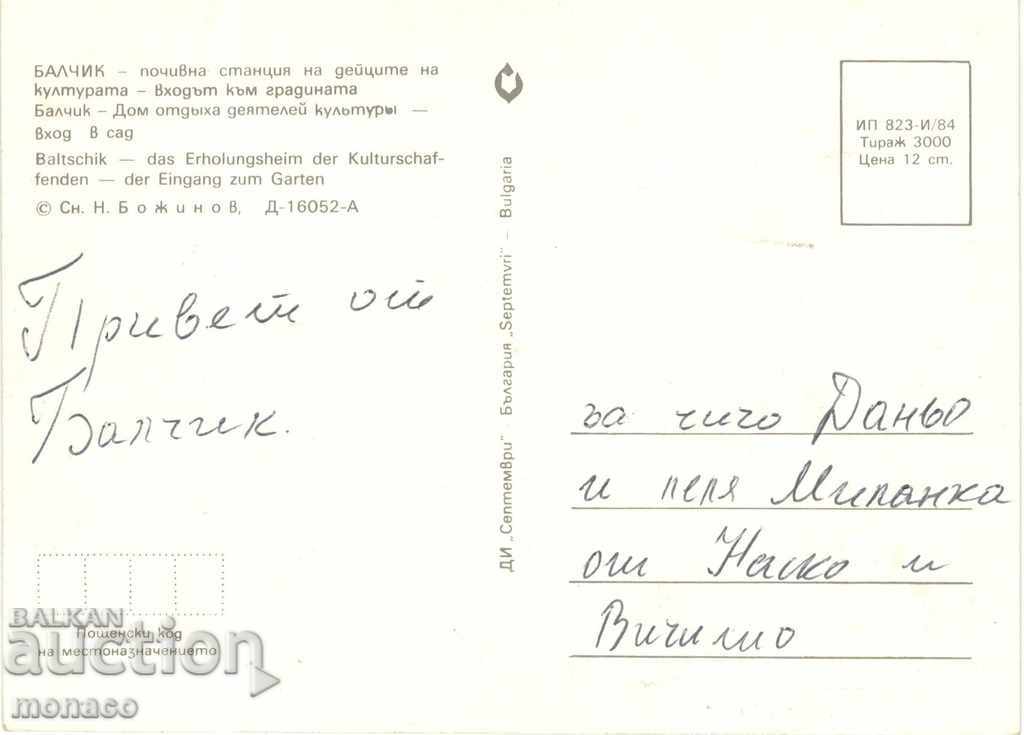 БАЛЧИК – почивна станция на дейците на
културата – входът към градината
Балчик – Дом отдыха деятелей культуры —
вход в сад
Baltschik — das Erholungsheim der Kulturschaf-
fenden — der Eingang zum Garten
© Сн. Н. Божинов, Д-16052-А
Привет от
Балчик.
Пощенски код
на местоназначението
ДИ „Септември" · България „Septemvri" – Bulgaria
ИП 823-И/84
Тираж 3000
Цена 12 ст.
за чичо Даньо
и леля Миланка
от Наско и
BALKAN
auction
monaco